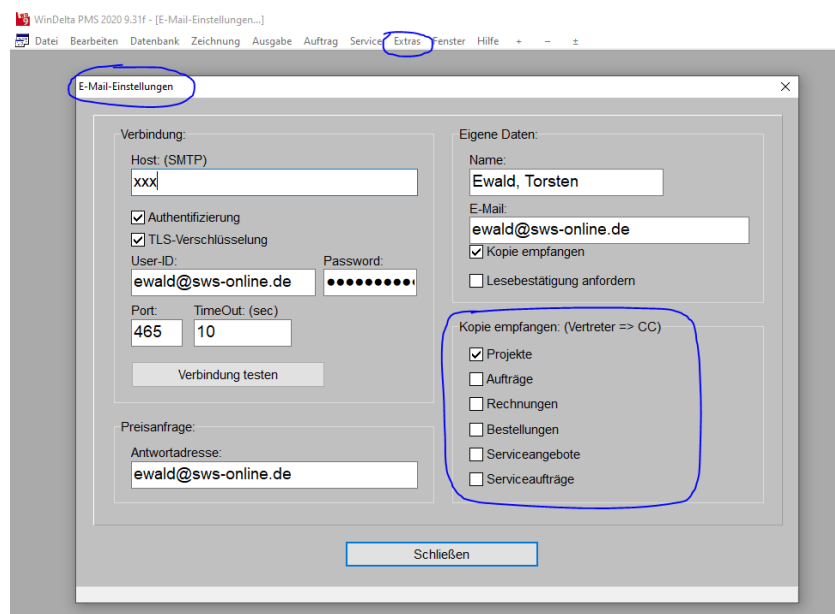 WinDelta PMS 2020 9.31f - [E-Mail-Einstellungen...]
Datei Bearbeiten Datenbank Zeichnung Ausgabe Auftrag Service Extras Fenster Hilfe + – ±
E-Mail-Einstellungen
Verbindung:
Host: (SMTP)
xxx
Authentifizierung
TLS-Verschlüsselung
User-ID: Password:
ewald@sws-online.de ●●●●●●●●●●
Port: TimeOut: (sec)
465 10
Verbindung testen
Preisanfrage:
Antwortadresse:
ewald@sws-online.de
Eigene Daten:
Name:
Ewald, Torsten
E-Mail:
ewald@sws-online.de
Kopie empfangen
Lesebestätigung anfordern
Kopie empfangen: (Vertreter => CC)
Projekte
Aufträge
Rechnungen
Bestellungen
Serviceangebote
Serviceaufträge
Schließen